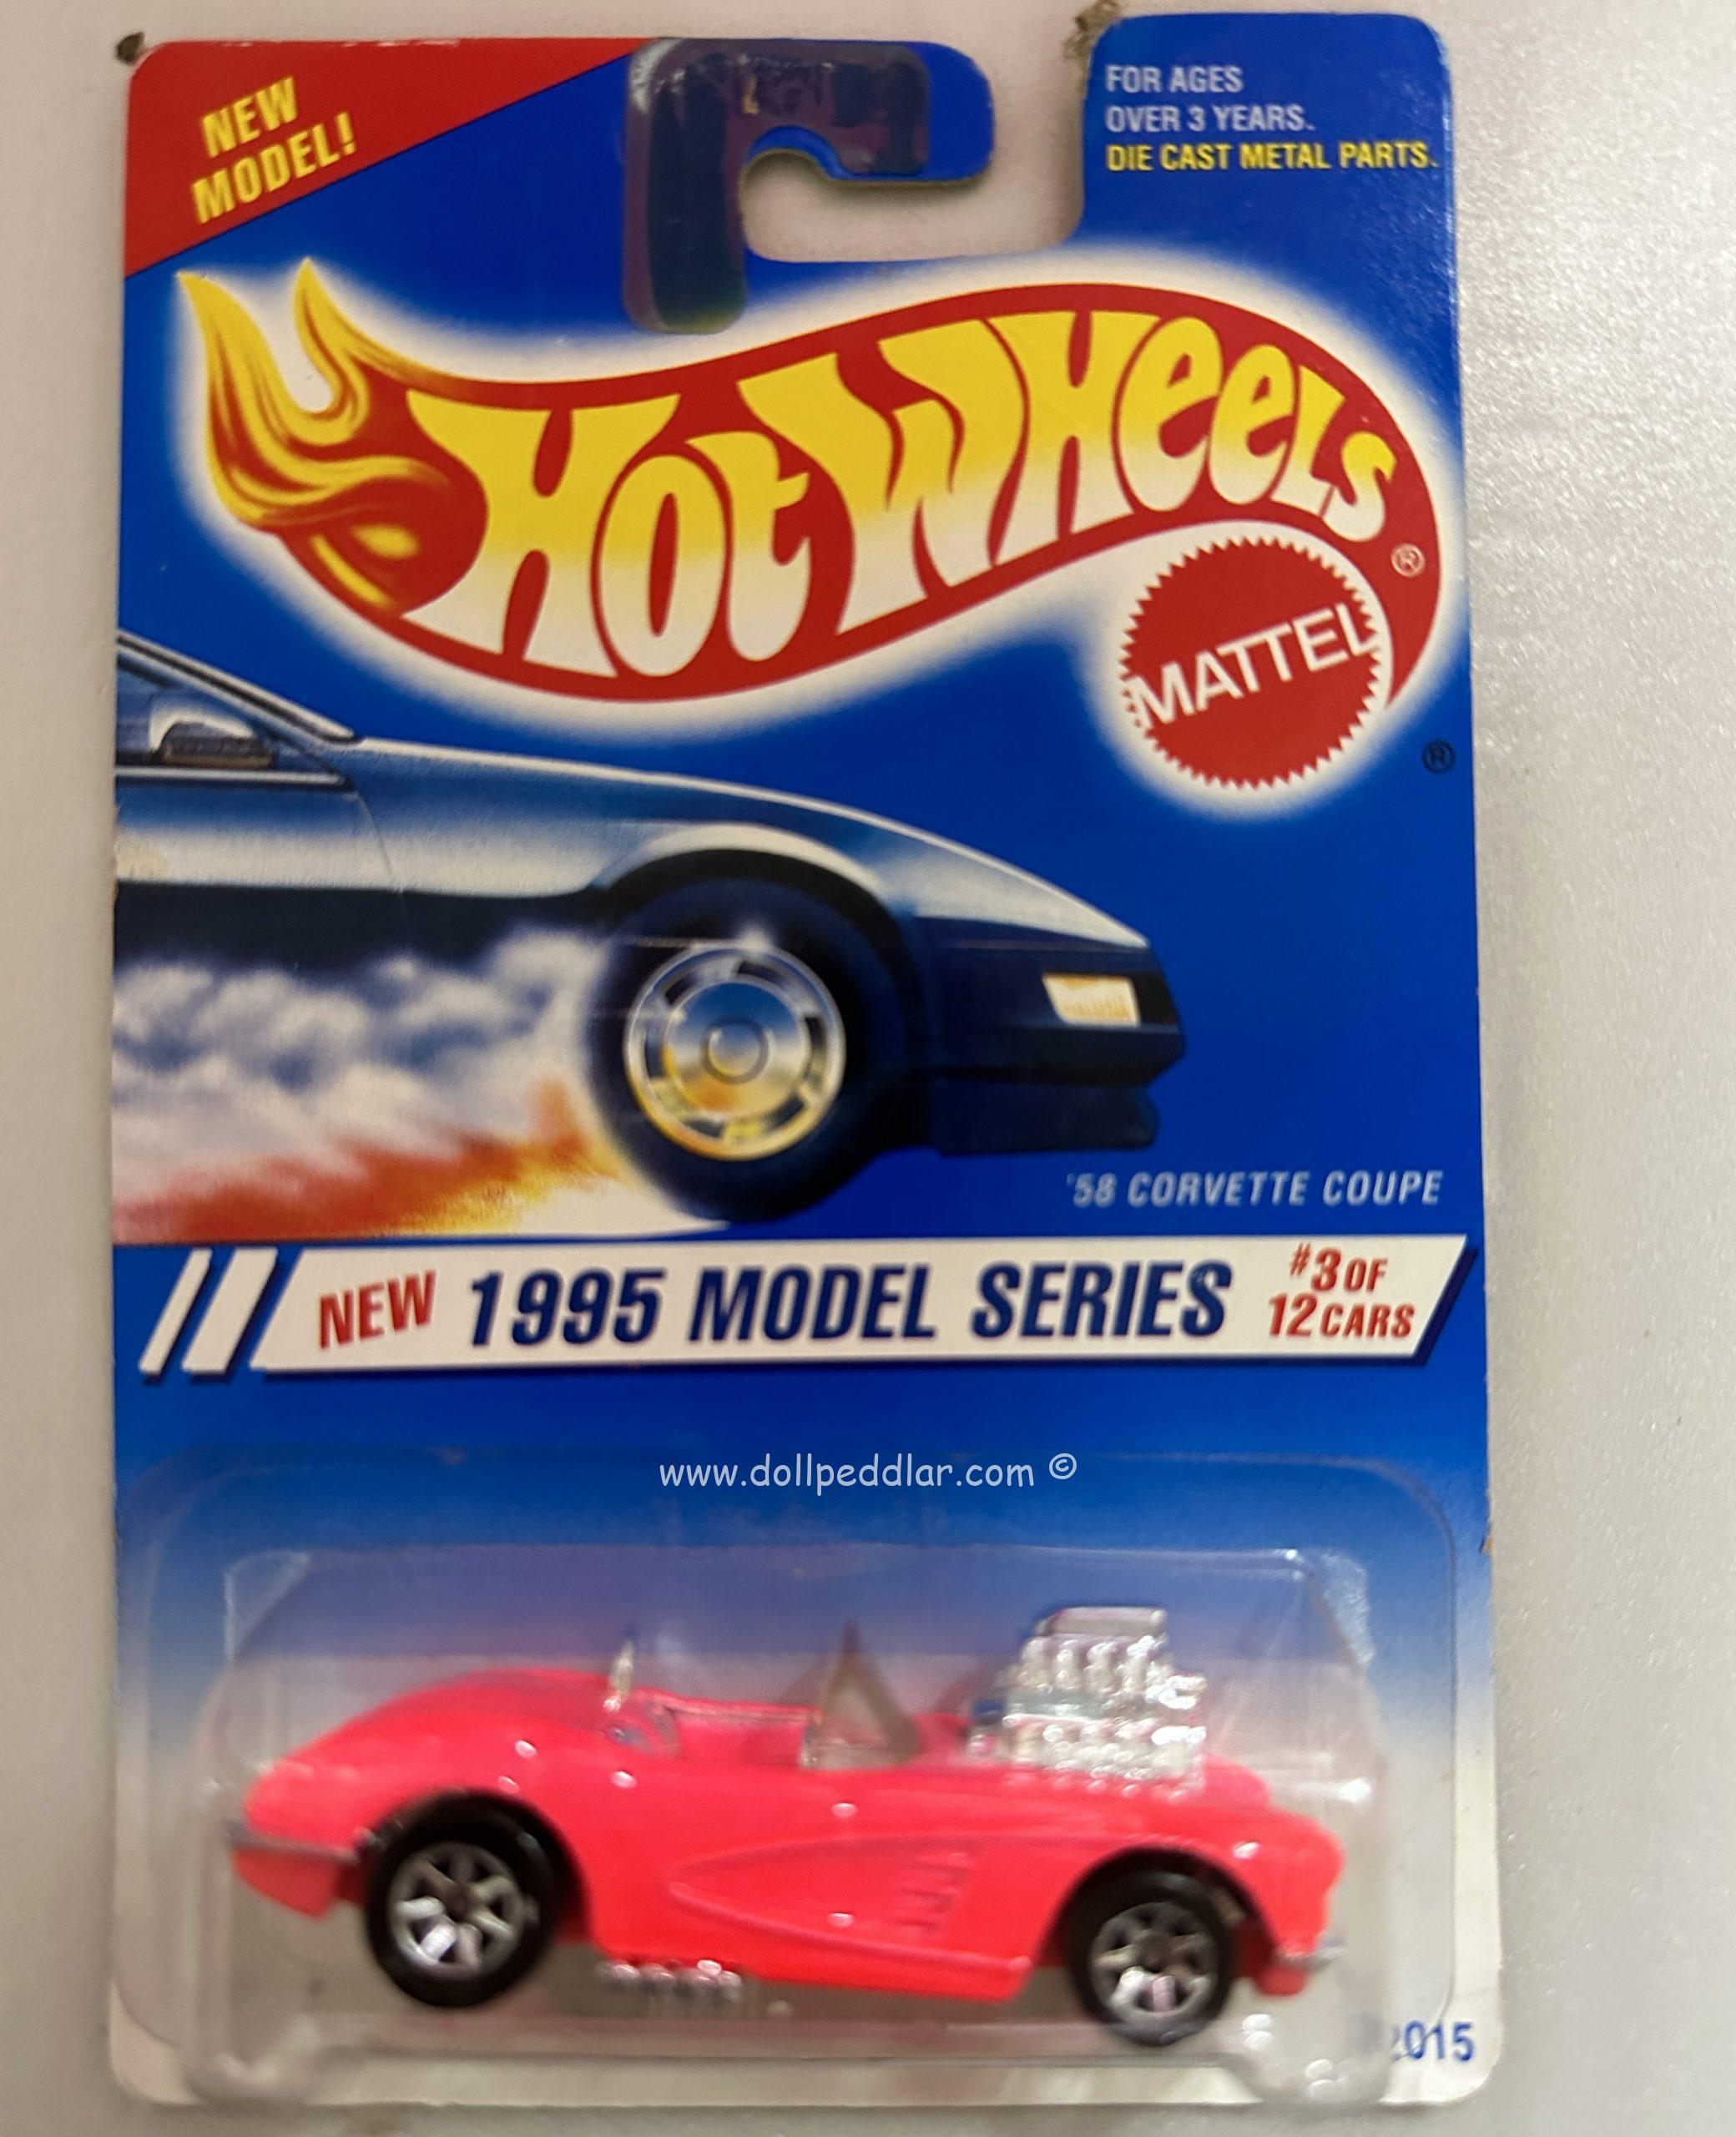 NEW
MODEL!
FOR AGES
OVER 3 YEARS.
DIE CAST METAL PARTS.
HOT WHEELS
®
MATTEL
®
'58 CORVETTE COUPE
NEW 1995 MODEL SERIES #3 OF
12 CARS
www.dollpeddlar.com ©